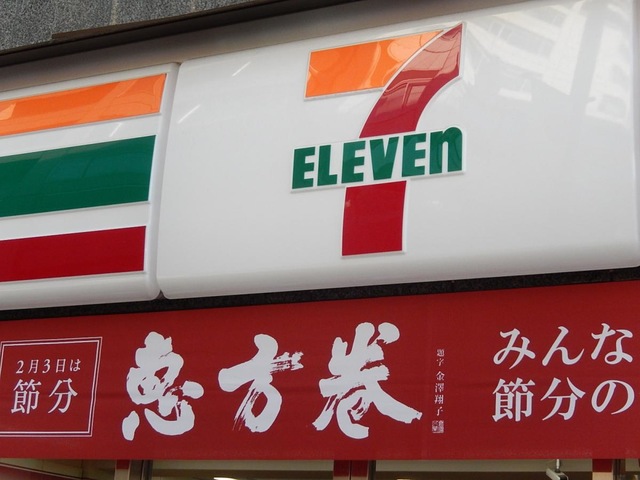 7
ELEVEn
2月3日は
節分
恵方巻
題字 金澤翔子
みんな
節分の